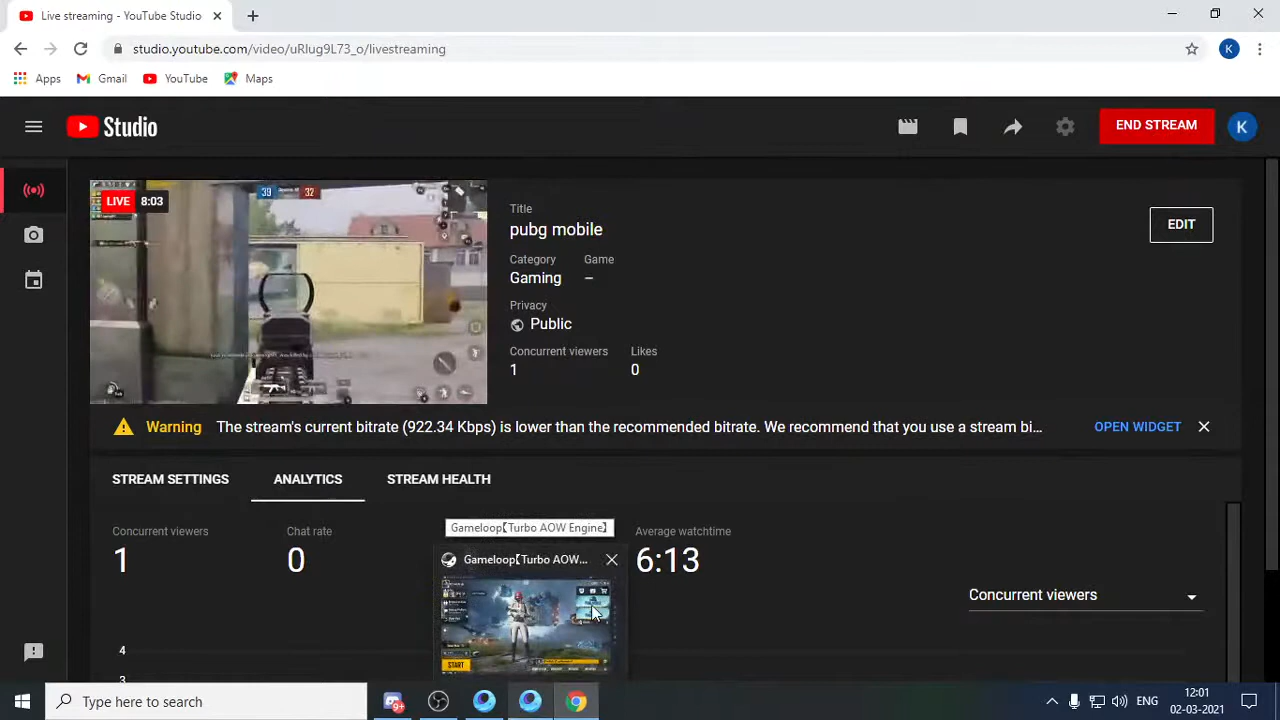 Live streaming - YouTube Studio
studio.youtube.com/video/uRlug9L73_o/livestreaming
K
Apps
Gmail
YouTube
Maps
Studio
END STREAM
K
LIVE 8:03
39 32
Title
pubg mobile
EDIT
Category Game
Gaming –
Privacy
Public
Concurrent viewers Likes
1 0
Warning The stream's current bitrate (922.34 Kbps) is lower than the recommended bitrate. We recommend that you use a stream bi...
OPEN WIDGET
STREAM SETTINGS
ANALYTICS
STREAM HEALTH
Concurrent viewers
1
Chat rate
0
Gameloop【Turbo AOW Engine】
Gameloop【Turbo AOW...
START
Average watchtime
6:13
Concurrent viewers
4
3
Type here to search
9+
ENG
12:01
02-03-2021